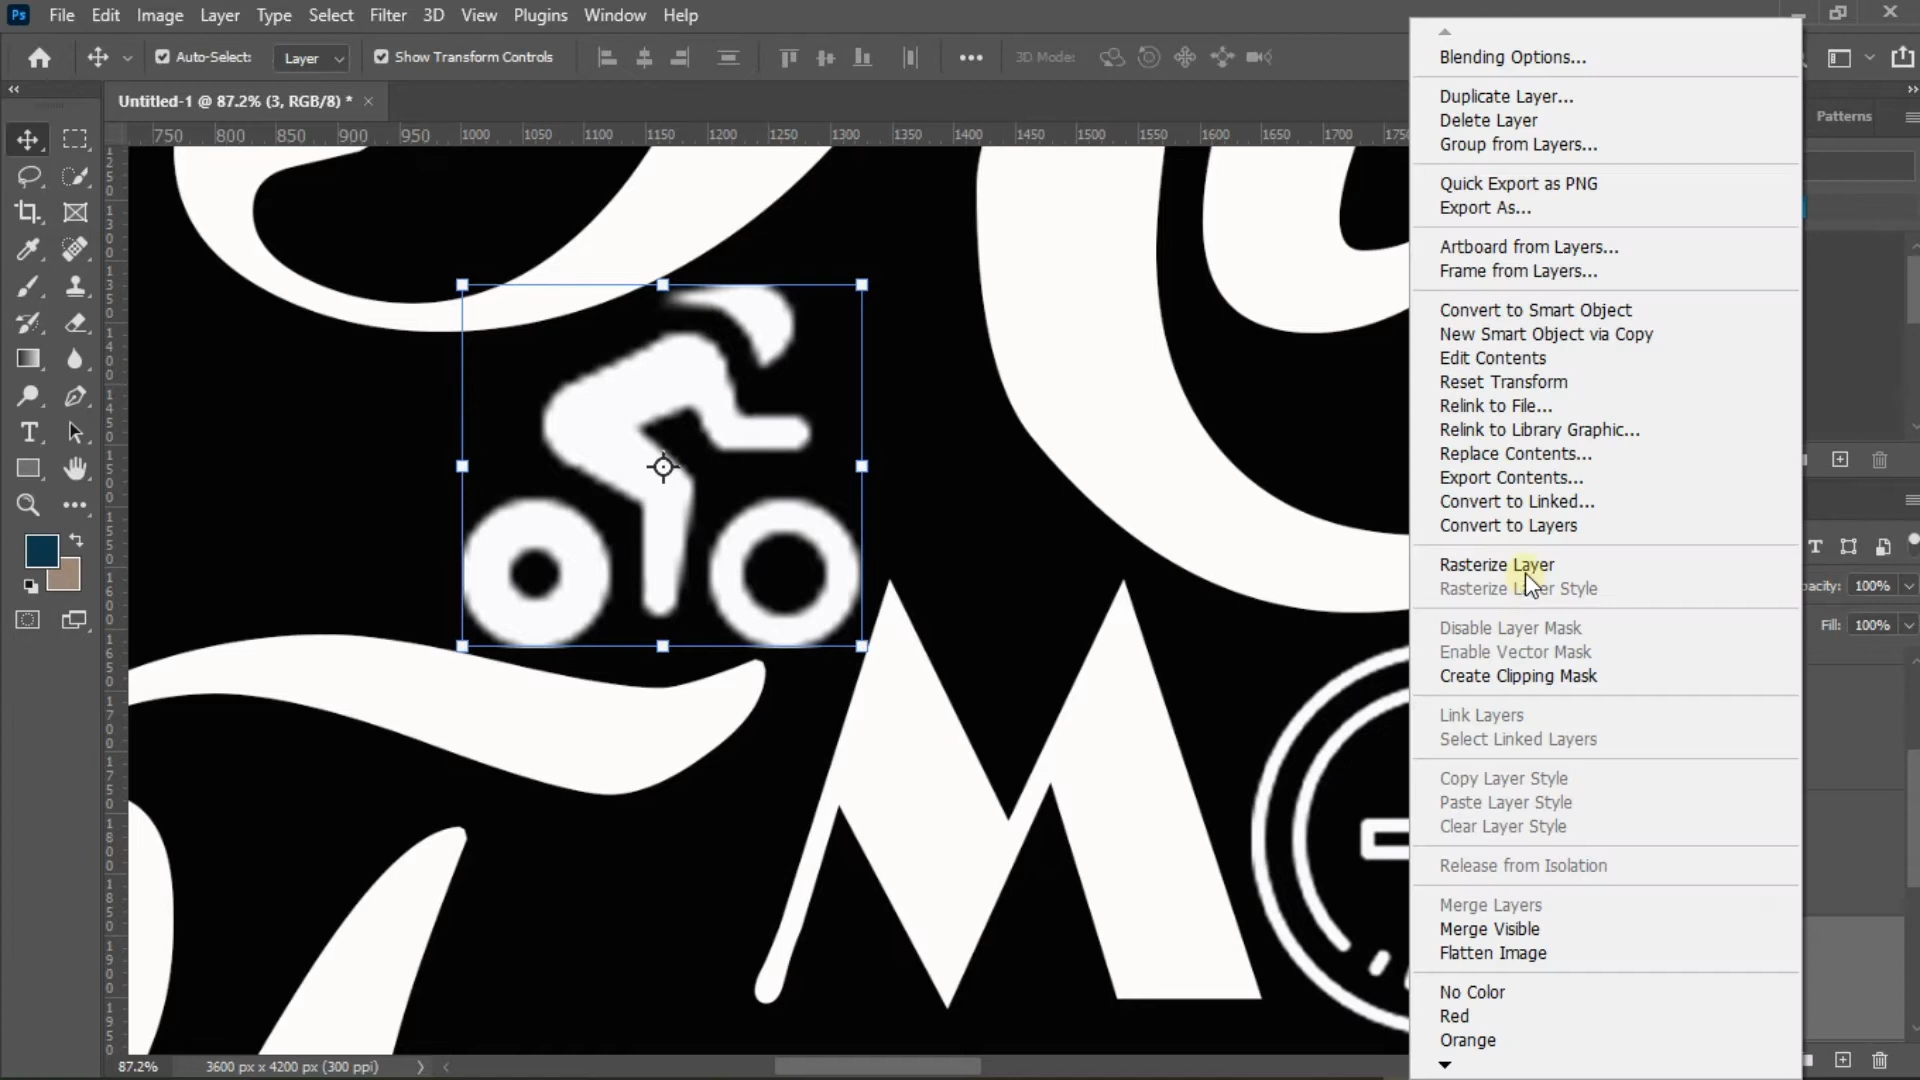 Ps File Edit Image Layer Type Select Filter 3D View Plugins Window Help
Auto-Select: Layer Show Transform Controls 3D Mode:
Untitled-1 @ 87.2% (3, RGB/8) *
Patterns
750 800 850 900 950 1000 1050 1100 1150 1200 1250 1300 1350 1400 1450 1500 1550 1600 1650 1700 1750
M
Blending Options...
Duplicate Layer...
Delete Layer
Group from Layers...
Quick Export as PNG
Export As...
Artboard from Layers...
Frame from Layers...
Convert to Smart Object
New Smart Object via Copy
Edit Contents
Reset Transform
Relink to File...
Relink to Library Graphic...
Replace Contents...
Export Contents...
Convert to Linked...
Convert to Layers
Rasterize Layer
Rasterize Layer Style
Disable Layer Mask
Enable Vector Mask
Create Clipping Mask
Link Layers
Select Linked Layers
Copy Layer Style
Paste Layer Style
Clear Layer Style
Release from Isolation
Merge Layers
Merge Visible
Flatten Image
No Color
Red
Orange
pacity: 100%
Fill: 100%
87.2% 3600 px x 4200 px (300 ppi)